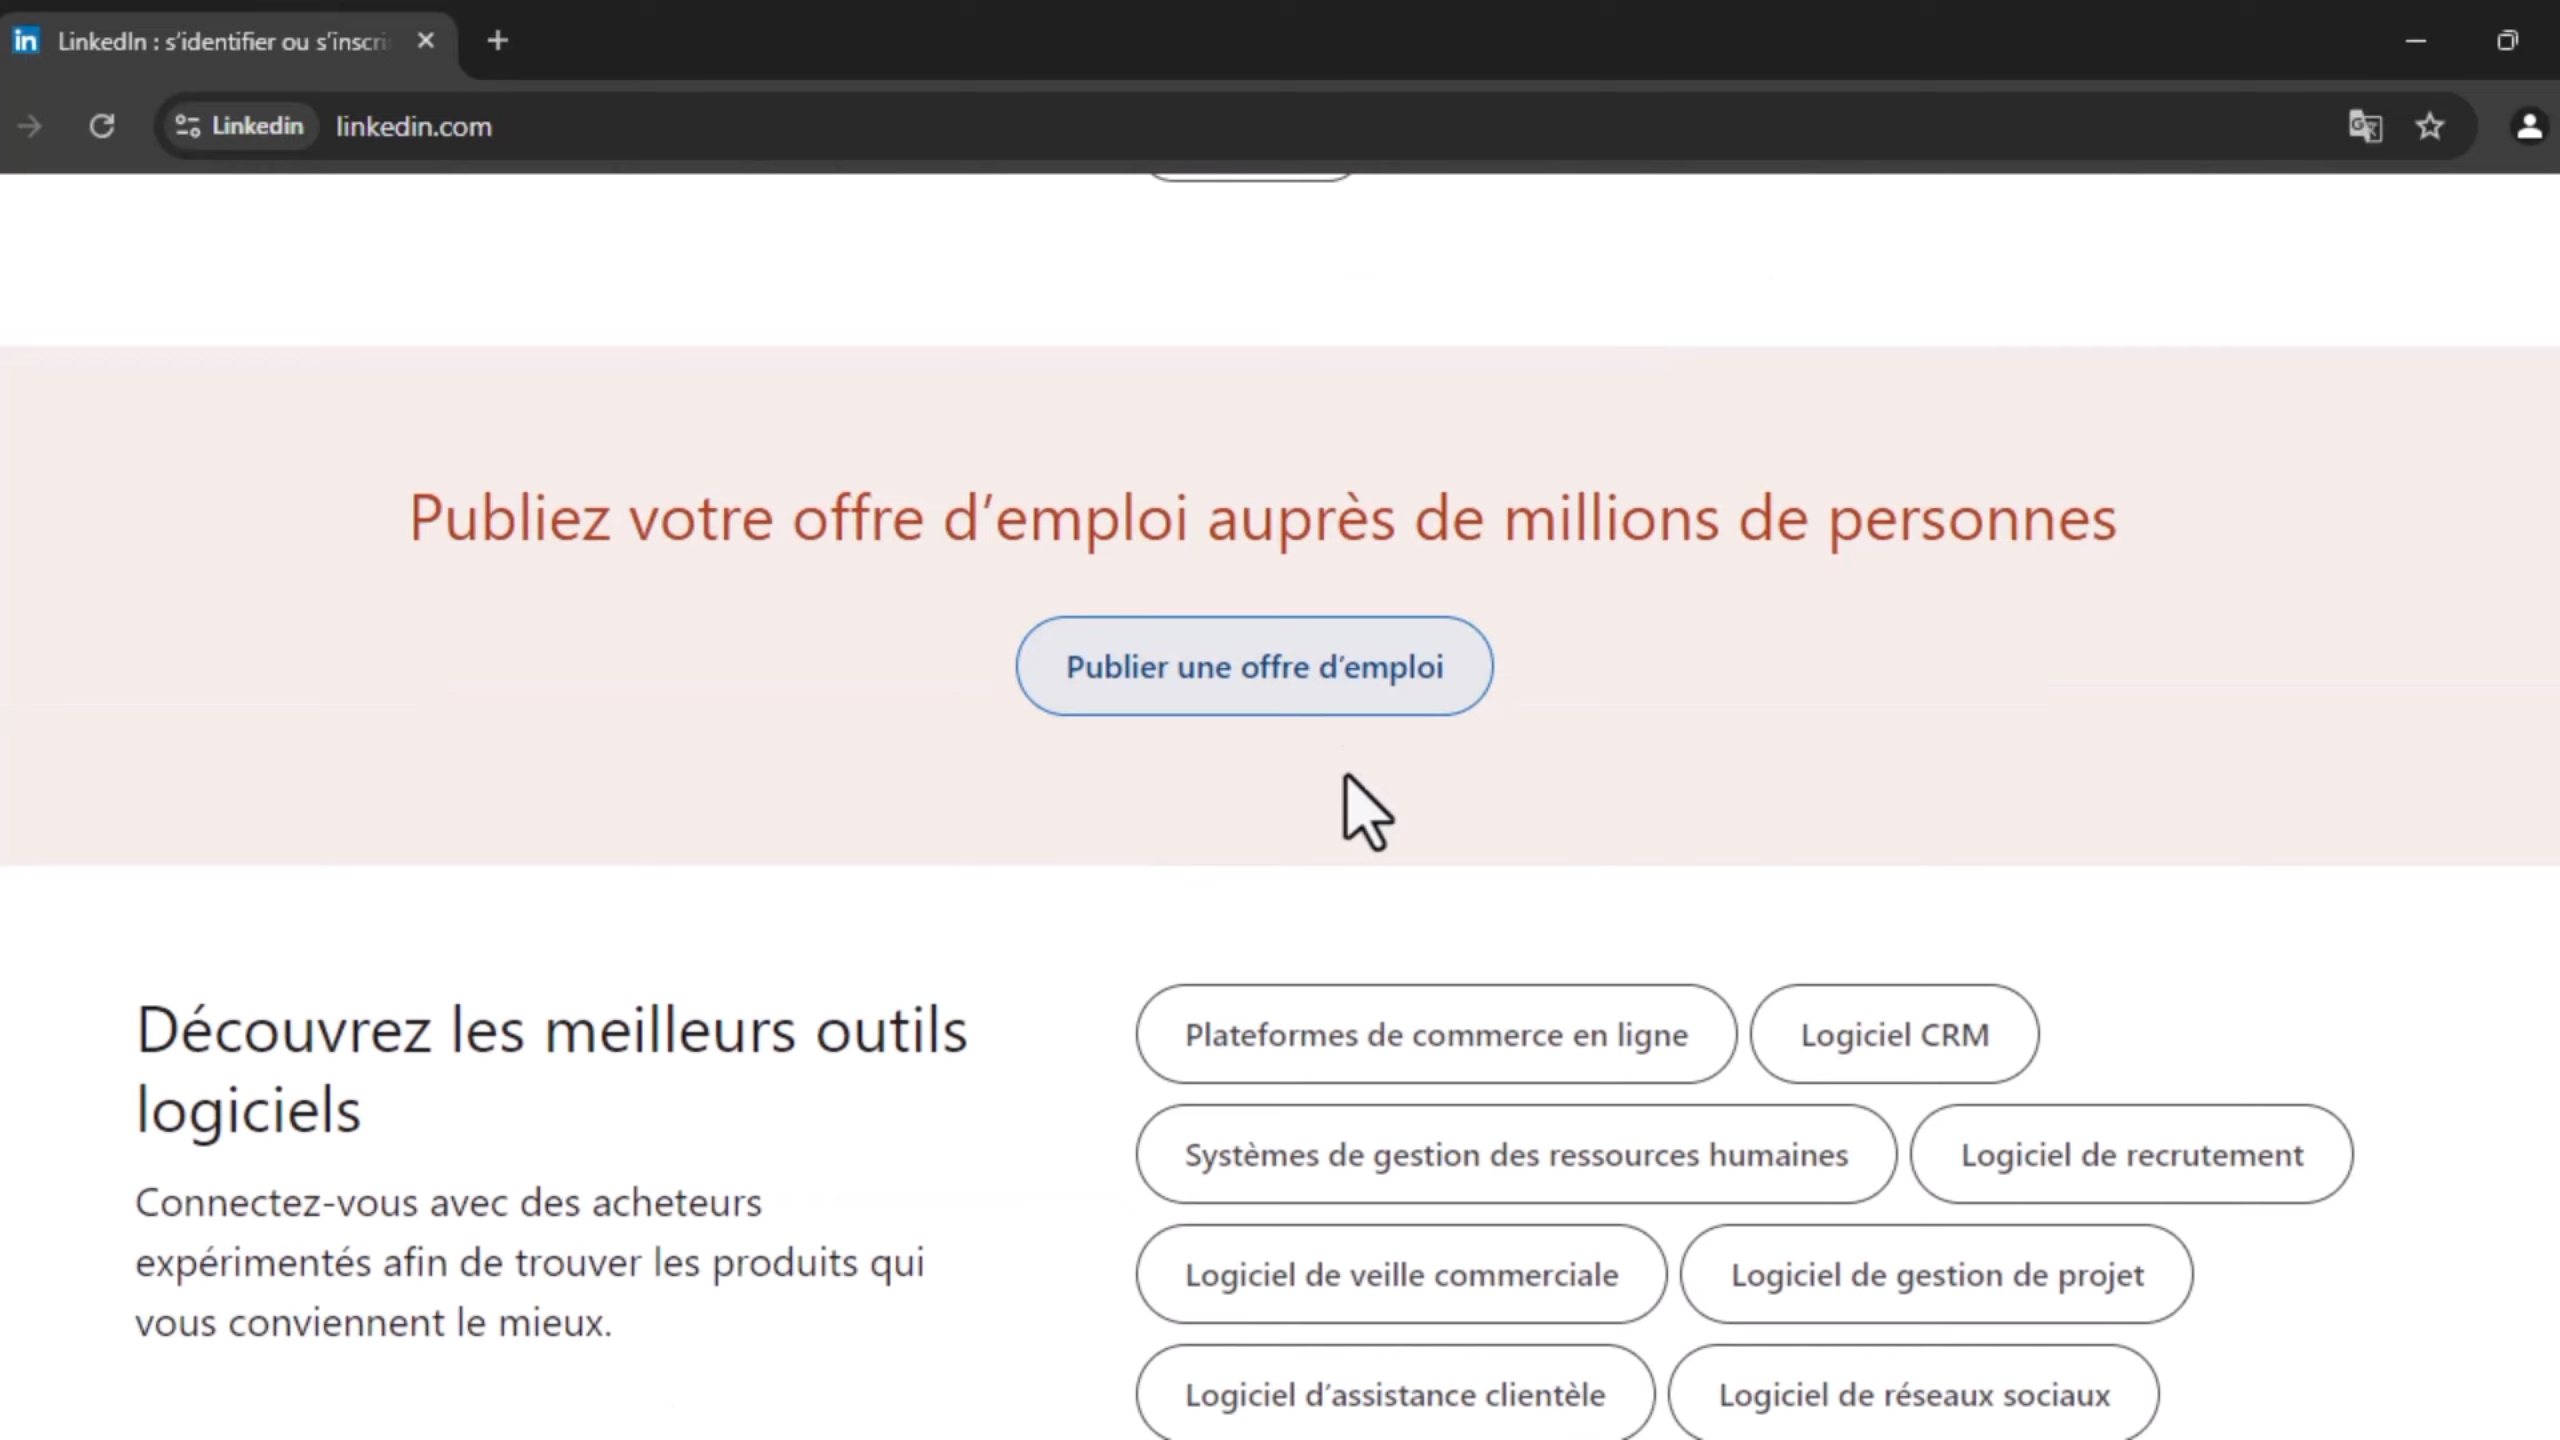 in LinkedIn : s'identifier ou s'inscri
Linkedin linkedin.com
Publiez votre offre d’emploi auprès de millions de personnes
Publier une offre d’emploi
Découvrez les meilleurs outils
logiciels
Connectez-vous avec des acheteurs
expérimentés afin de trouver les produits qui
vous conviennent le mieux.
Plateformes de commerce en ligne
Logiciel CRM
Systèmes de gestion des ressources humaines
Logiciel de recrutement
Logiciel de veille commerciale
Logiciel de gestion de projet
Logiciel d’assistance clientèle
Logiciel de réseaux sociaux